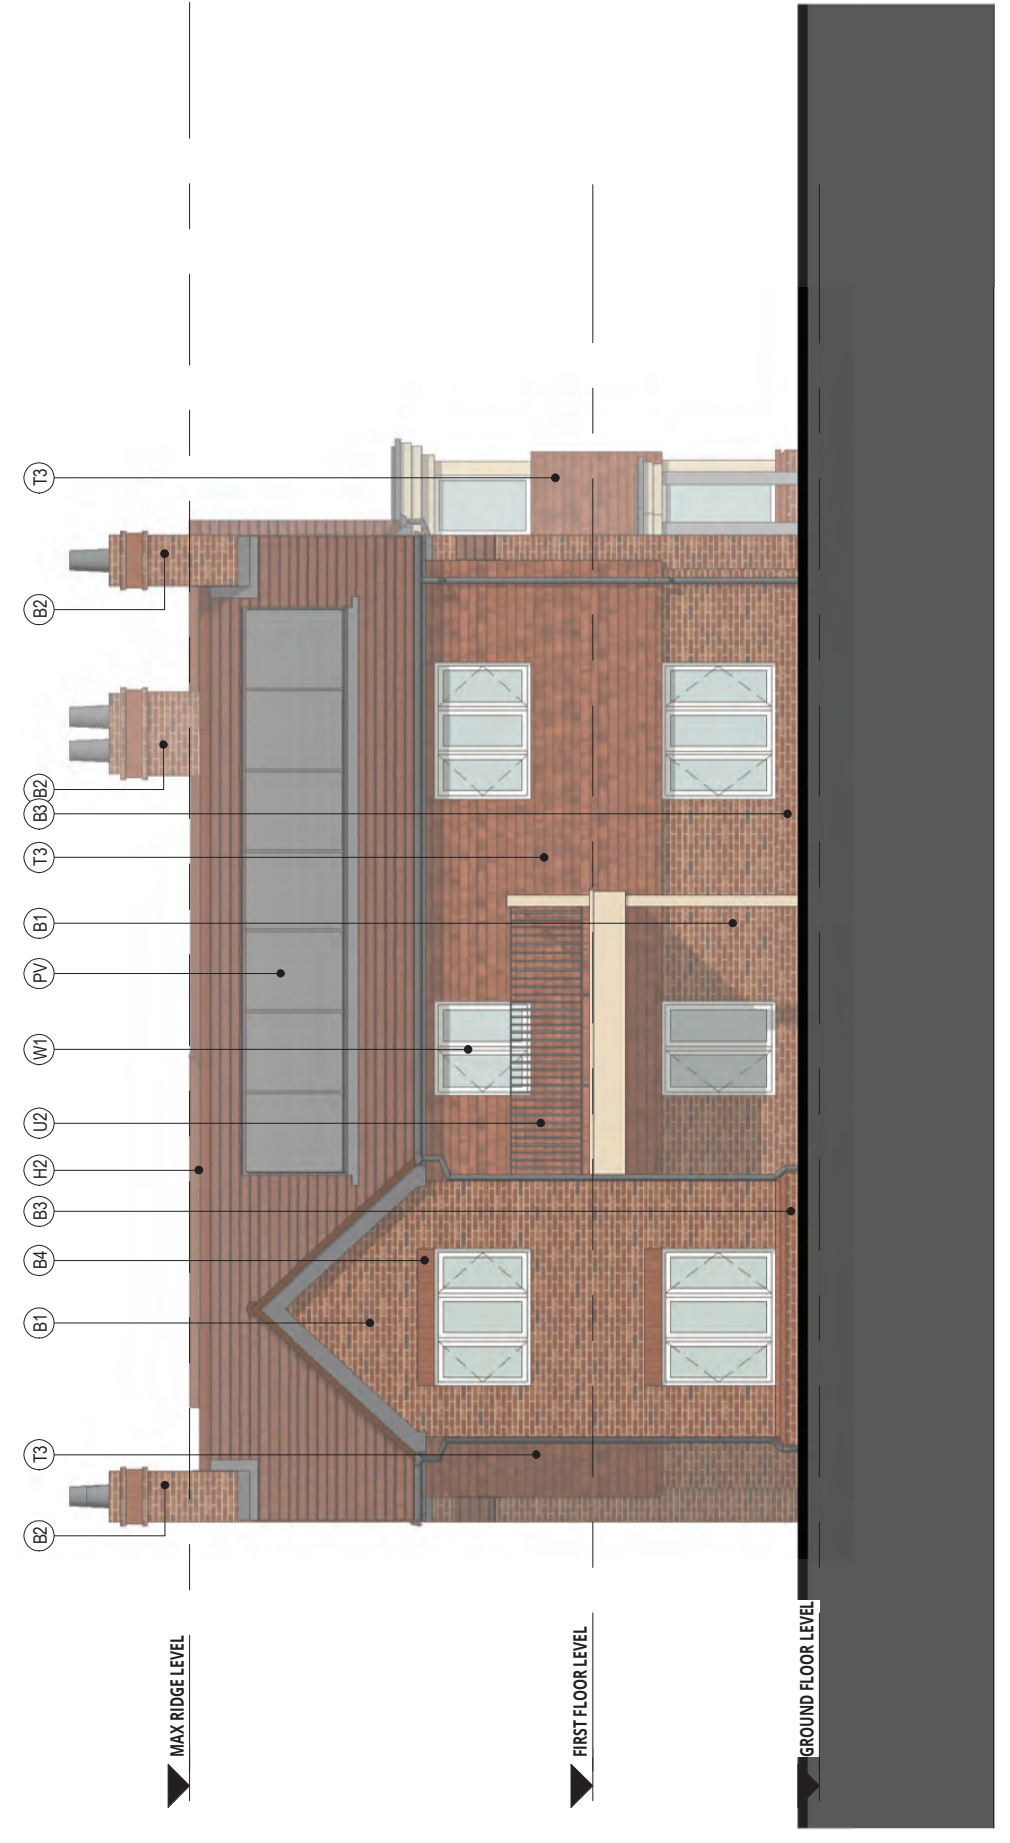 B2
T3
B1
B4
B3
H2
U2
W1
PV
B1
T3
B3
B2
B2
T3
MAX RIDGE LEVEL
FIRST FLOOR LEVEL
GROUND FLOOR LEVEL